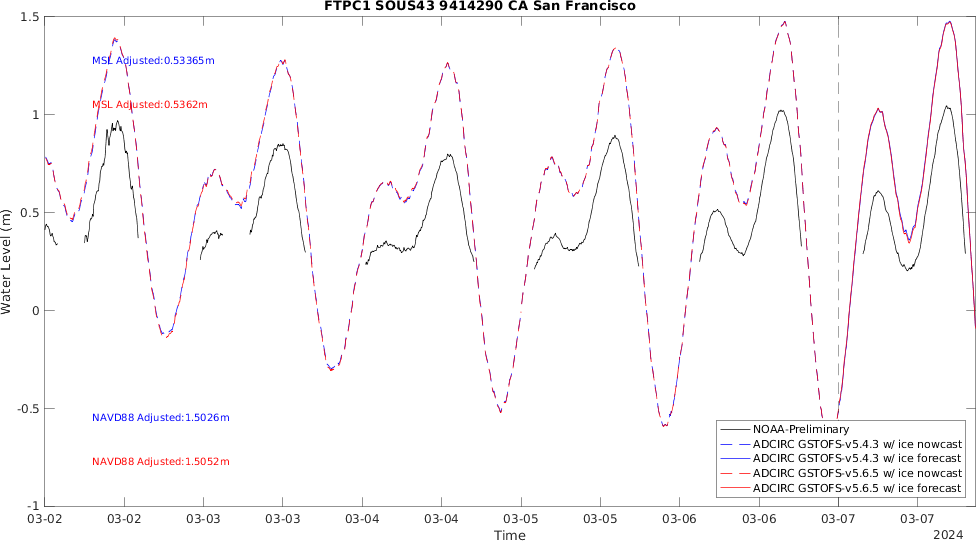 FTPC1 SOUS43 9414290 CA San Francisco
1.5
1
0.5
0
-0.5
-1
Water Level (m)
MSL Adjusted:0.53365m
MSL Adjusted:0.5362m
NAVD88 Adjusted:1.5026m
NAVD88 Adjusted:1.5052m
NOAA-Preliminary
ADCIRC GSTOFS-v5.4.3 w/ ice nowcast
ADCIRC GSTOFS-v5.4.3 w/ ice forecast
ADCIRC GSTOFS-v5.6.5 w/ ice nowcast
ADCIRC GSTOFS-v5.6.5 w/ ice forecast
03-02 03-02 03-03 03-03 03-04 03-04 03-05 03-05 03-06 03-06 03-07 03-07
Time
2024